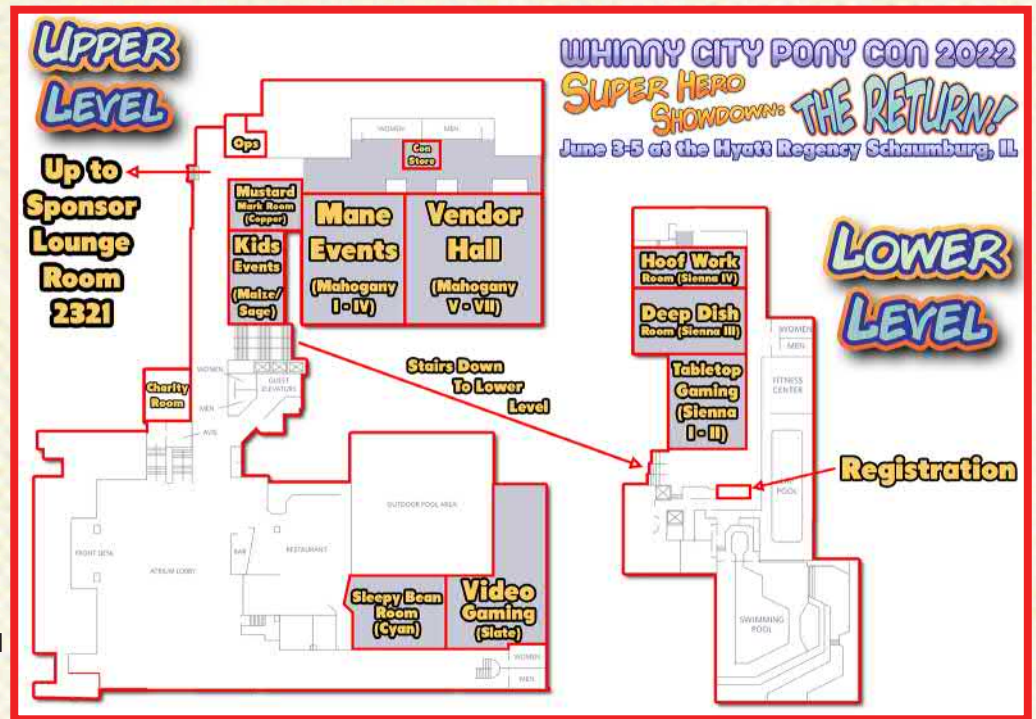 UPPER
LEVEL
WHINNY CITY PONY CON 2022
SUPER HERO
SHOWDOWN:
THE RETURN!
June 3-5 at the Hyatt Regency Schaumburg, IL
Up to
Sponsor
Lounge
Room
2321
Ops
WOMEN
MEN
Con
Store
Mustard
Mark Room
(Copper)
Kids
Events
(Maize/
Sage)
Mane
Events
(Mahogany
I - IV)
Vendor
Hall
(Mahogany
V - VII)
Charity
Room
WOMEN
MEN
GUEST
ELEVATORS
Stairs Down
To Lower
Level
FRONT DESK
ATRIUM LOBBY
BAR
RESTAURANT
OUTDOOR POOL AREA
Sleepy Bean
Room
(Cyan)
Video
Gaming
(Slate)
WOMEN
MEN
LOWER
LEVEL
Hoof Work
Room (Sienna IV)
Deep Dish
Room (Sienna III)
Tabletop
Gaming
(Sienna
I - II)
WOMEN
MEN
FITNESS
CENTER
POOL
Registration
SWIMMING
POOL